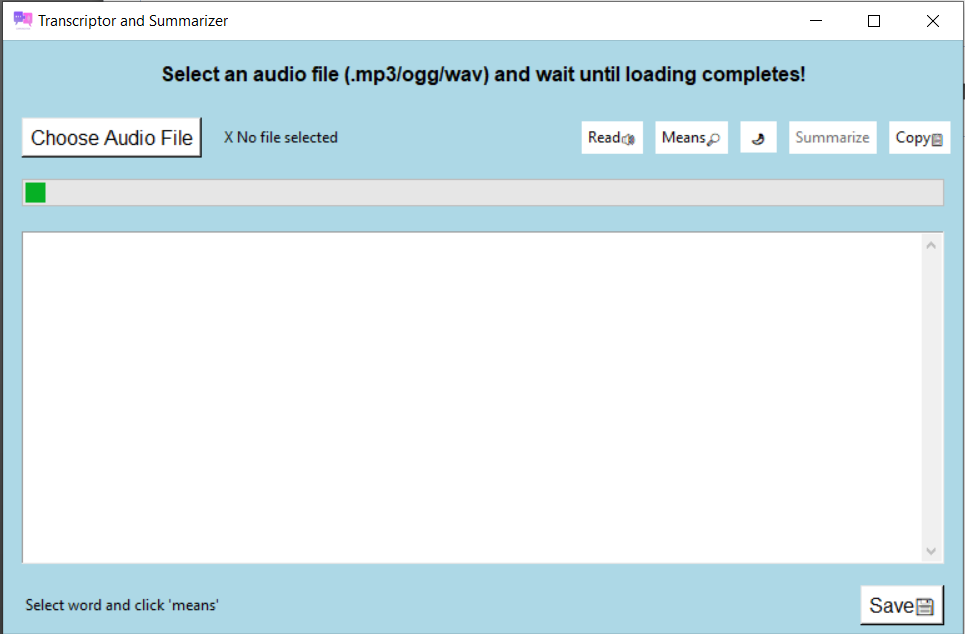 Transcriptor and Summarizer
Select an audio file (.mp3/ogg/wav) and wait until loading completes!
Choose Audio File X No file selected Read Means Summarize Copy
Select word and click 'means' Save